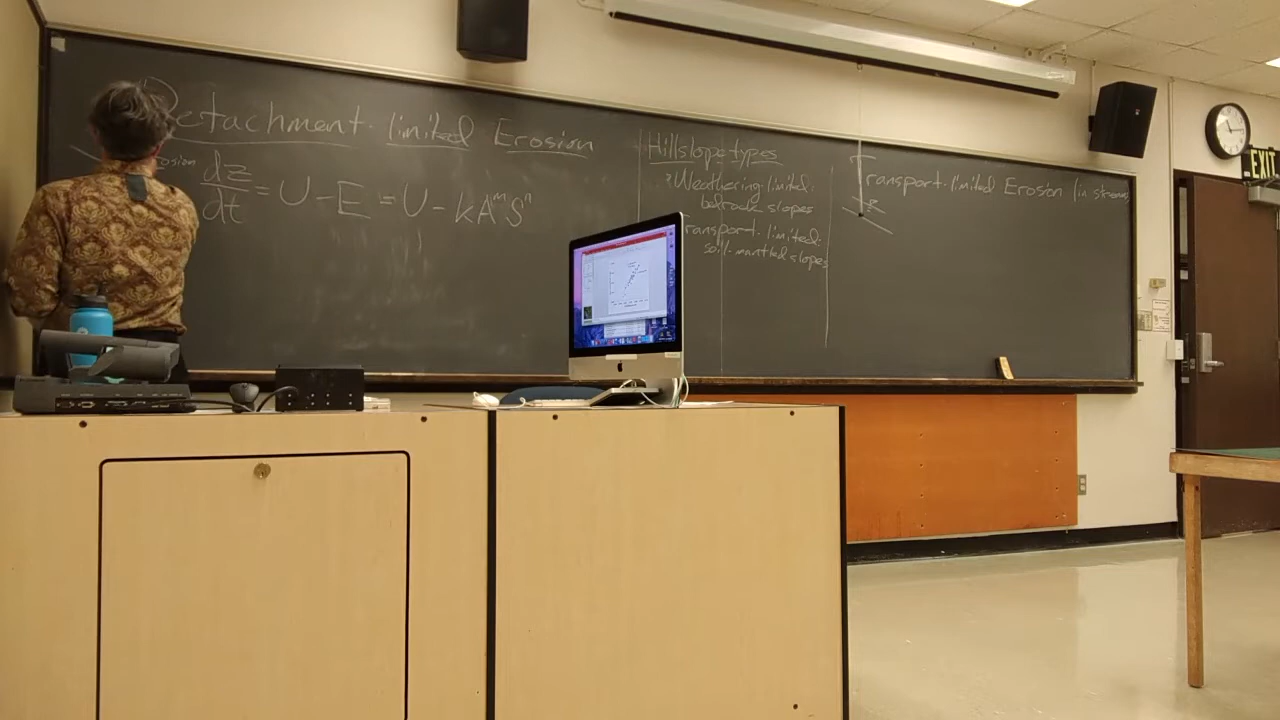 Detachment-limited Erosion
dz/dt = U - E = U - kA^m S^n
Hillslope types
Weathering-limited:
bedrock slopes
Transport-limited:
soil-mantled slopes
Transport-limited Erosion (in streams)
EXIT